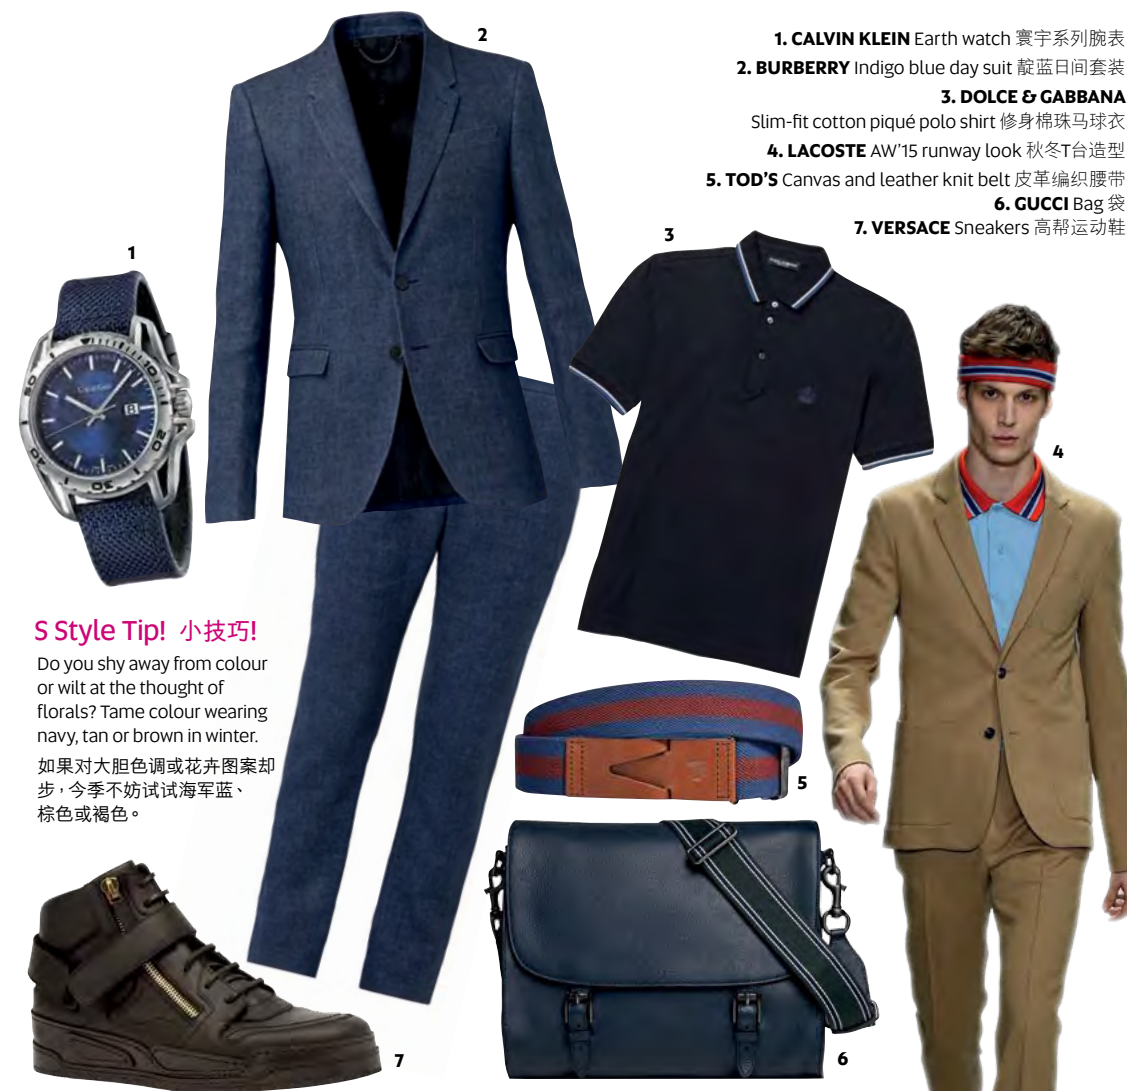 1. CALVIN KLEIN Earth watch 寰宇系列腕表
2. BURBERRY Indigo blue day suit 靛蓝日间套装
3. DOLCE & GABBANA
Slim-fit cotton piqué polo shirt 修身棉珠马球衣
4. LACOSTE AW'15 runway look 秋冬T台造型
5. TOD'S Canvas and leather knit belt 皮革编织腰带
6. GUCCI Bag 袋
7. VERSACE Sneakers 高帮运动鞋
2
3
1
4
S Style Tip! 小技巧!
Do you shy away from colour
or wilt at the thought of
florals? Tame colour wearing
navy, tan or brown in winter.
如果对大胆色调或花卉图案却
步，今季不妨试试海军蓝、
棕色或褐色。
5
7
6